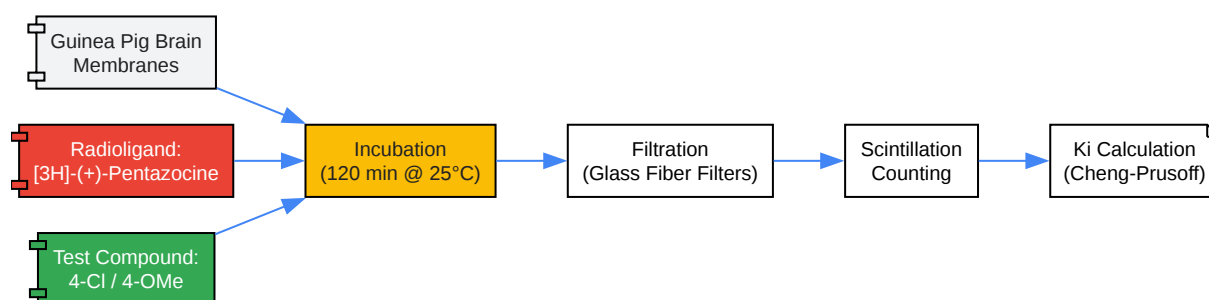 Guinea Pig Brain
Membranes
Radioligand:
[3H]-(+)-Pentazocine
Test Compound:
4-Cl / 4-OMe
Incubation
(120 min @ 25°C)
Filtration
(Glass Fiber Filters)
Scintillation
Counting
Ki Calculation
(Cheng-Prusoff)